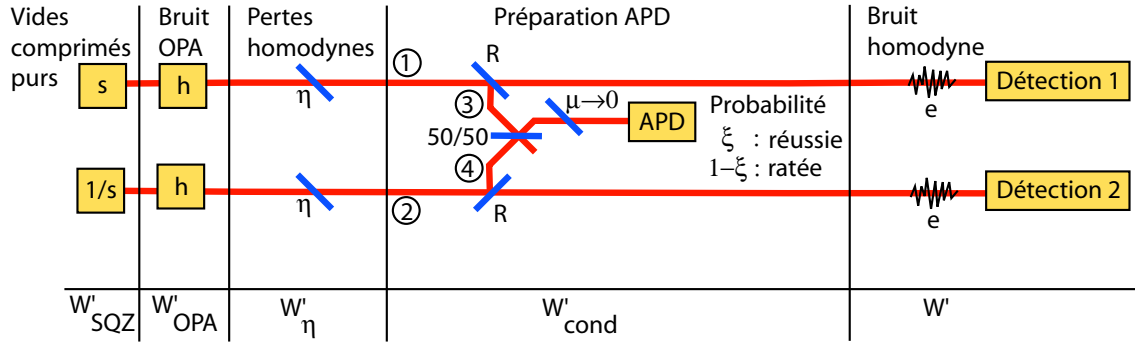 Vides
comprimés
purs
Bruit
OPA
Pertes
homodynes
Préparation APD
Bruit
homodyne
s
h
η
①
R
③
50/50
④
μ→0
APD
Probabilité
ξ : réussie
1−ξ : ratée
e
Détection 1
1/s
h
η
②
R
e
Détection 2
W'SQZ
W'OPA
W'η
W'cond
W'